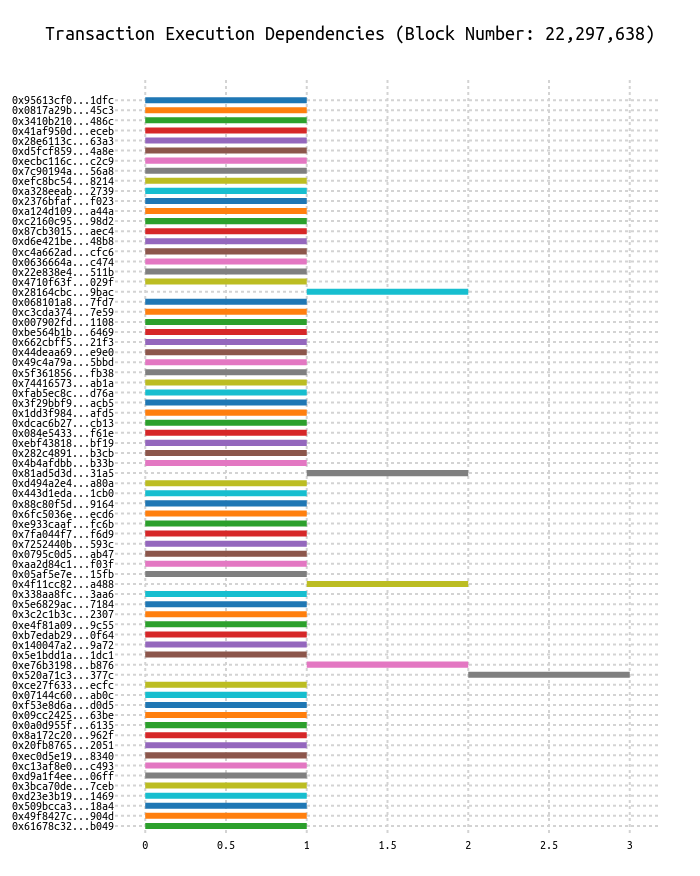 Transaction Execution Dependencies (Block Number: 22,297,638)
0x95613cf0...1dfc
0x0817a29b...45c3
0x3410b210...486c
0x41af950d...eceb
0x28e6113c...63a3
0xd5fcf859...4a8e
0xecbc116c...c2c9
0x7c90194a...56a8
0xefc8bc54...8214
0xa328eeab...2739
0x2376bfaf...f023
0xa124d109...a44a
0xc2160c95...98d2
0x87cb3015...aec4
0xd6e421be...48b8
0xc4a662ad...cfc6
0x0636664a...c474
0x22e838e4...511b
0x4710f63f...029f
0x28164cbc...9bac
0x068101a8...7fd7
0xc3cda374...7e59
0x007902fd...1108
0xbe564b1b...6469
0x662cbff5...21f3
0x44deaa69...e9e0
0x49c4a79a...5bbd
0x5f361856...fb38
0x74416573...ab1a
0xfab5ec8c...d76a
0x3f29bbf9...acb5
0x1dd3f984...afd5
0xdcac6b27...cb13
0x084e5433...f61e
0xebf43818...bf19
0x282c4891...b3cb
0x4b4afdbb...b33b
0x81ad5d3d...31a5
0xd494a2e4...a80a
0x443d1eda...1cb0
0x88c80f5d...9164
0x6fc5036e...ecd6
0xe933caaf...fc6b
0x7fa044f7...f6d9
0x7252440b...593c
0x0795c0d5...ab47
0xaa2d84c1...f03f
0x05af5e7e...15fb
0x4f11cc82...a488
0x338aa8fc...3aa6
0x5e6829ac...7184
0x3c2c1b3c...2307
0xe4f81a09...9c55
0xb7edab29...0f64
0x140047a2...9a72
0x5e1bdd1a...1dc1
0xe76b3198...b876
0x520a71c3...377c
0xce27f633...ecfc
0x07144c60...ab0c
0xf53e8d6a...d0d5
0x09cc2425...63be
0x0a0d955f...6135
0x8a172c20...962f
0x20fb8765...2051
0xec0d5e19...8340
0xc13af8e0...c493
0xd9a1f4ee...06ff
0x3bca70de...7ceb
0xd23e3b19...1469
0x509bcca3...18a4
0x49f8427c...904d
0x61678c32...b049
0 0.5 1 1.5 2 2.5 3